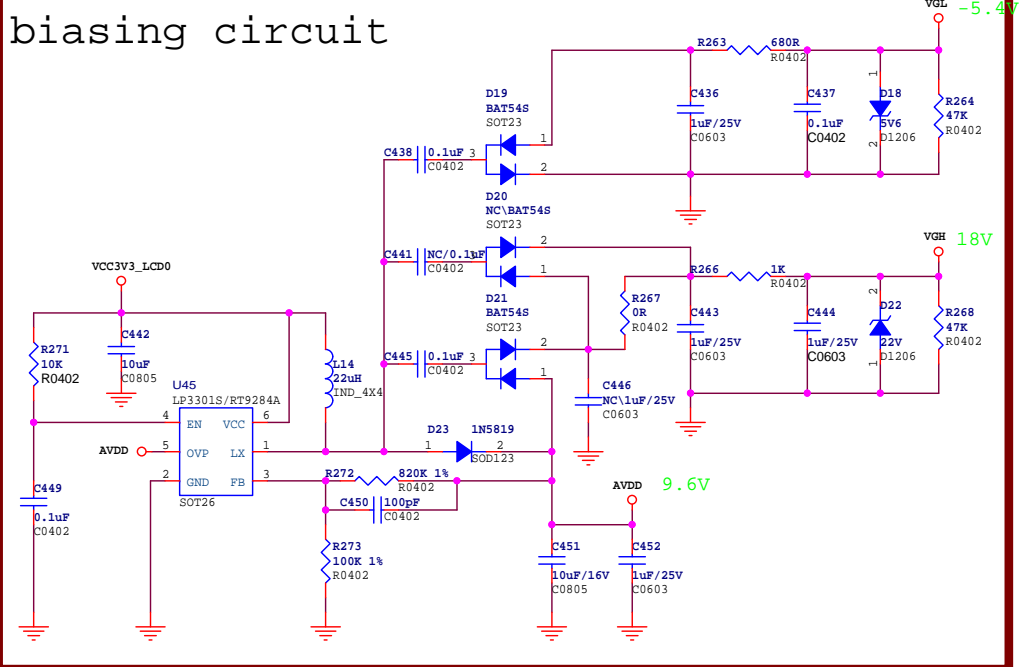 biasing circuit
VGL
-5.4V
R263
680R
R0402
D19
BAT54S
SOT23
1
2
C438
0.1uF
3
C0402
C436
1uF/25V
C0603
C437
0.1uF
C0402
1
D18
5V6
2
D1206
R264
47K
R0402
D20
NC\BAT54S
SOT23
2
1
C441
NC/0.1uF
3
C0402
VGH
18V
R266
1K
R0402
R267
0R
R0402
C443
1uF/25V
C0603
C444
1uF/25V
C0603
2
D22
22V
1
D1206
R268
47K
R0402
D21
BAT54S
SOT23
2
1
C445
0.1uF
3
C0402
C446
NC\1uF/25V
C0603
VCC3V3_LCD0
R271
10K
R0402
C442
10uF
C0805
L14
22uH
IND_4X4
U45
LP3301S/RT9284A
4
EN
VCC
6
AVDD
5
OVP
LX
1
2
GND
FB
3
SOT26
D23
1N5819
1
2
SOD123
R272
820K 1%
R0402
C450
100pF
C0402
C449
0.1uF
C0402
R273
100K 1%
R0402
AVDD
9.6V
C451
10uF/16V
C0805
C452
1uF/25V
C0603